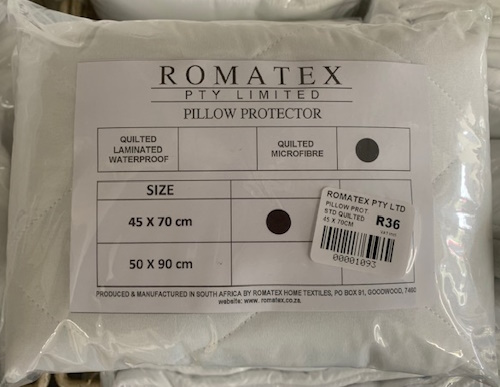 ROMATEX
PTY LIMITED
PILLOW PROTECTOR
QUILTED
LAMINATED
WATERPROOF
QUILTED
MICROFIBRE
SIZE
45 X 70 cm
50 X 90 cm
ROMATEX PTY LTD
PILLOW PROT
STD QUILTED
45 X 70CM
R36
00001093
PRODUCED & MANUFACTURED IN SOUTH AFRICA BY ROMATEX HOME TEXTILES, PO BOX 81, GOODWOOD, 7460
website: www. romatex.co.za